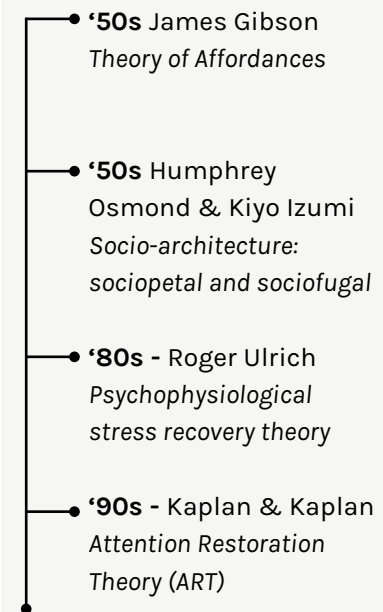 ‘50s James Gibson
Theory of Affordances
‘50s Humphrey
Osmond & Kiyo Izumi
Socio-architecture:
sociopetal and sociofugal
‘80s - Roger Ulrich
Psychophysiological
stress recovery theory
‘90s - Kaplan & Kaplan
Attention Restoration
Theory (ART)